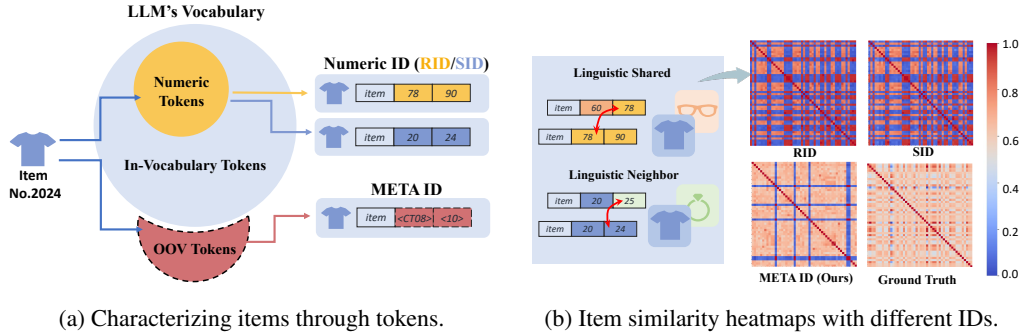 LLM's Vocabulary
Numeric
Tokens
In-Vocabulary Tokens
OOV Tokens
Item
No.2024
Numeric ID (RID/SID)
item 78 90
item 20 24
META ID
item <CT08> <10>
(a) Characterizing items through tokens.
Linguistic Shared
item 60 78
item 78 90
Linguistic Neighbor
item 20 25
item 20 24
RID
SID
META ID (Ours)
Ground Truth
1.0
0.8
0.6
0.4
0.2
0.0
(b) Item similarity heatmaps with different IDs.